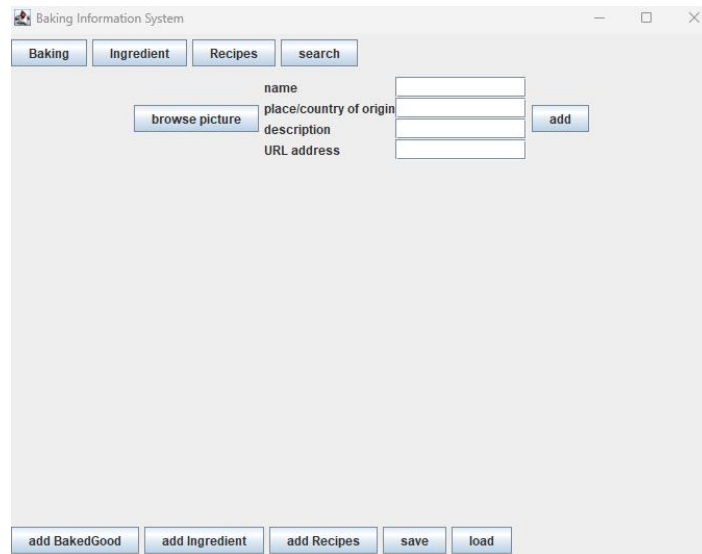 Baking Information System
Baking Ingredient Recipes search
name
browse picture place/country of origin add
description
URL address
add BakedGood add Ingredient add Recipes save load